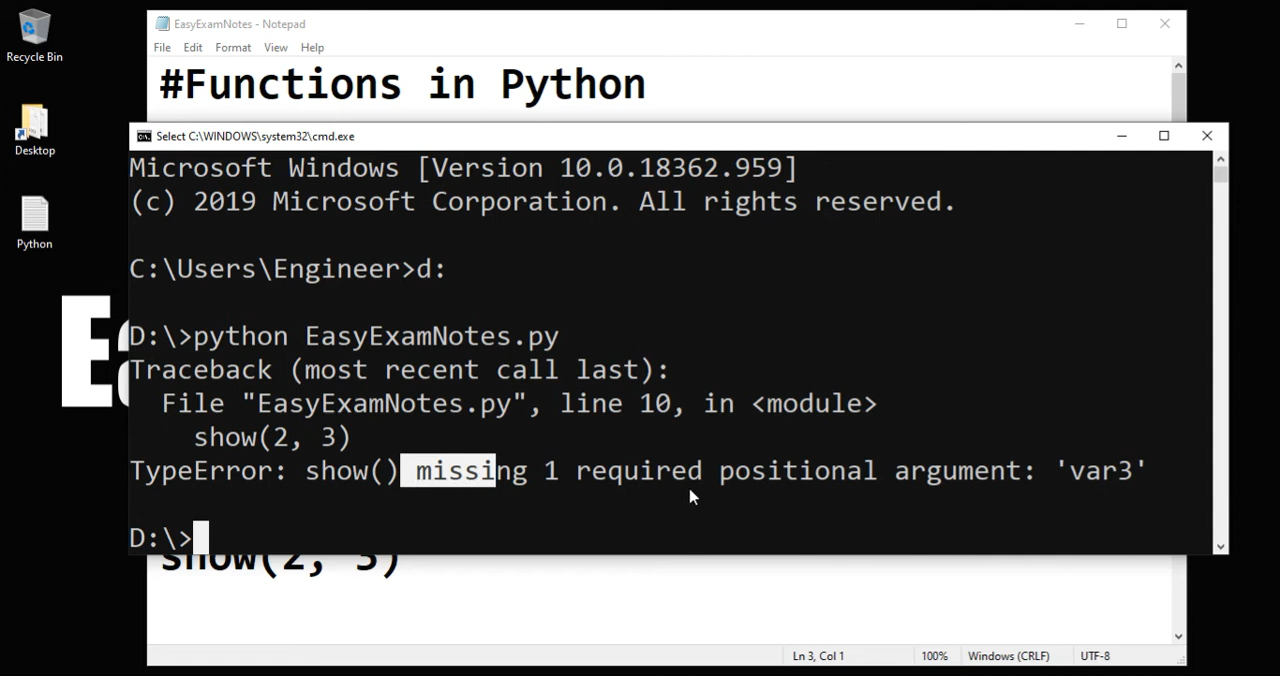 Recycle Bin
Desktop
Python
EasyExamNotes - Notepad
File Edit Format View Help
#Functions in Python
Select C:\WINDOWS\system32\cmd.exe
Microsoft Windows [Version 10.0.18362.959]
(c) 2019 Microsoft Corporation. All rights reserved.
C:\Users\Engineer>d:
D:\>python EasyExamNotes.py
Traceback (most recent call last):
File "EasyExamNotes.py", line 10, in <module>
show(2, 3)
TypeError: show() missing 1 required positional argument: 'var3'
D:\>
show(2, 3)
Ln 3, Col 1 100% Windows (CRLF) UTF-8